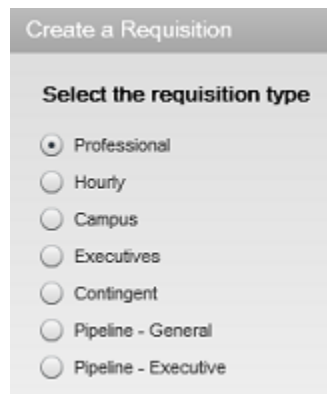 Create a Requisition
Select the requisition type
Professional
Hourly
Campus
Executives
Contingent
Pipeline - General
Pipeline - Executive